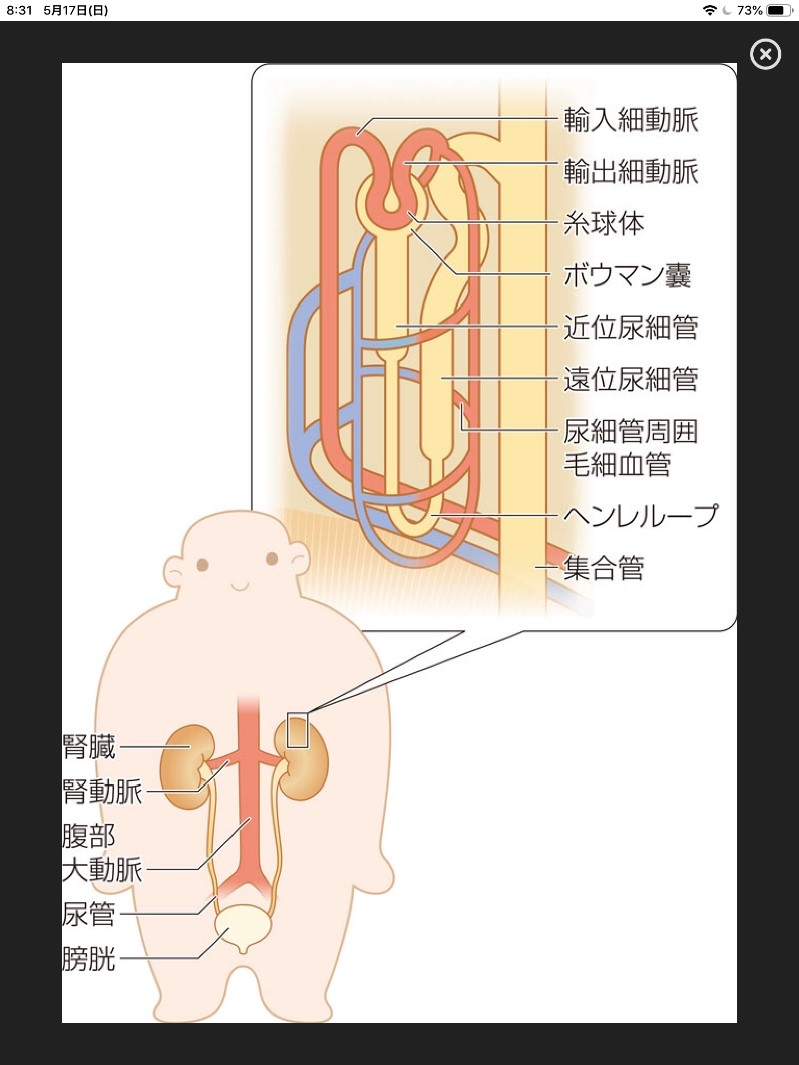 8:31 5月17日(日) 73%
輸入細動脈
輸出細動脈
糸球体
ボウマン嚢
近位尿細管
遠位尿細管
尿細管周囲
毛細血管
ヘンレループ
集合管
腎臓
腎動脈
腹部
大動脈
尿管
膀胱